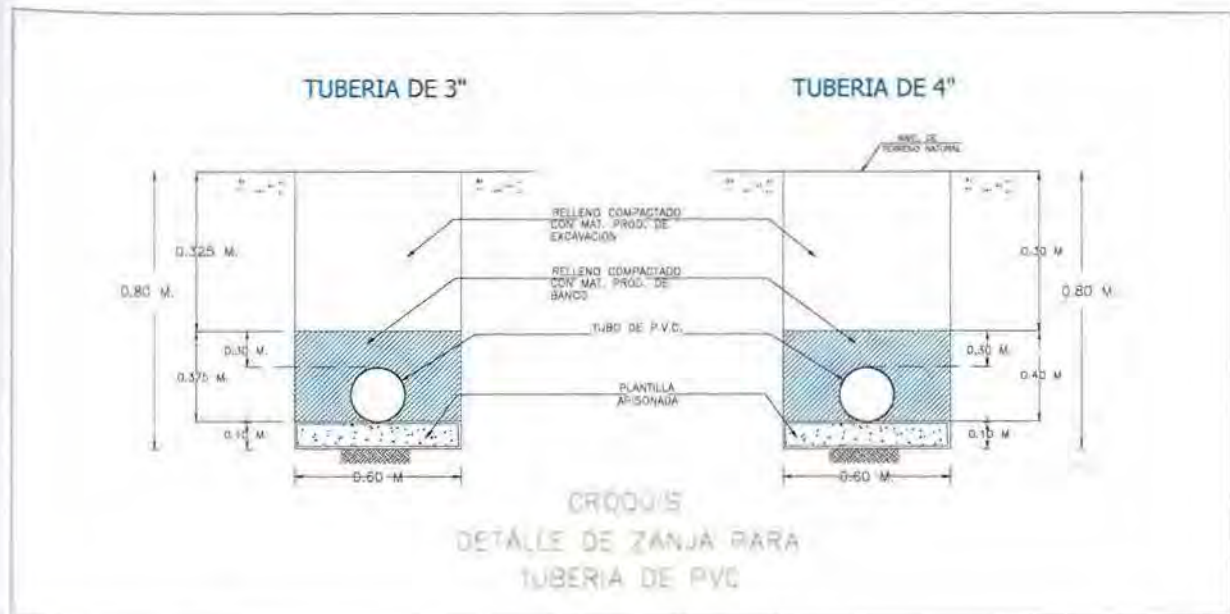 TUBERIA DE 3"
TUBERIA DE 4"
NIVEL DE
TERRENO NATURAL
RELLENO COMPACTADO
CON MAT. PROD. DE
EXCAVACION
0.325 M.
0.30 M
0.80 M.
0.80 M.
RELLENO COMPACTADO
CON MAT. PROD. DE
BANCO
TUBO DE P.V.C.
0.30 M.
0.30 M.
0.375 M.
0.40 M
PLANTILLA
APISONADA
0.10 M.
0.10 M
0.60 M
0.60 M.
CROQUIS
DETALLE DE ZANJA PARA
TUBERIA DE PVC